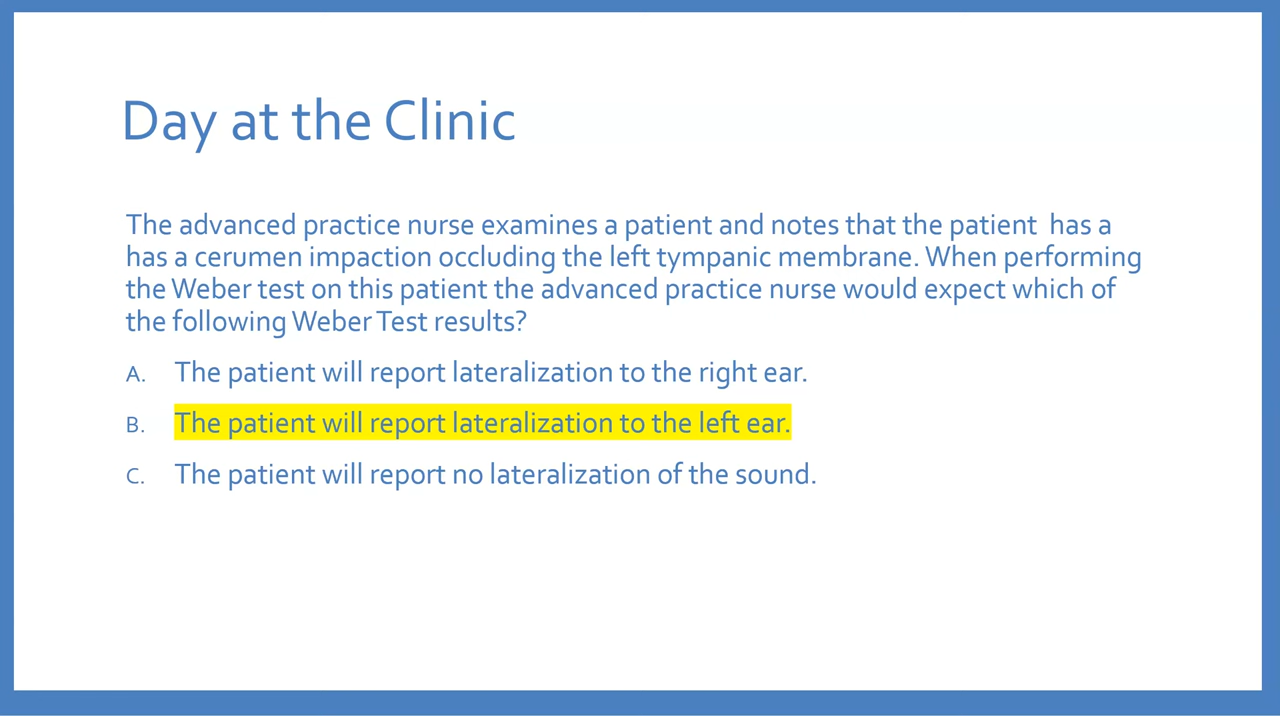 Day at the Clinic
The advanced practice nurse examines a patient and notes that the patient  has a
has a cerumen impaction occluding the left tympanic membrane. When performing
the Weber test on this patient the advanced practice nurse would expect which of
the following Weber Test results?
A. The patient will report lateralization to the right ear.
B. The patient will report lateralization to the left ear.
C. The patient will report no lateralization of the sound.